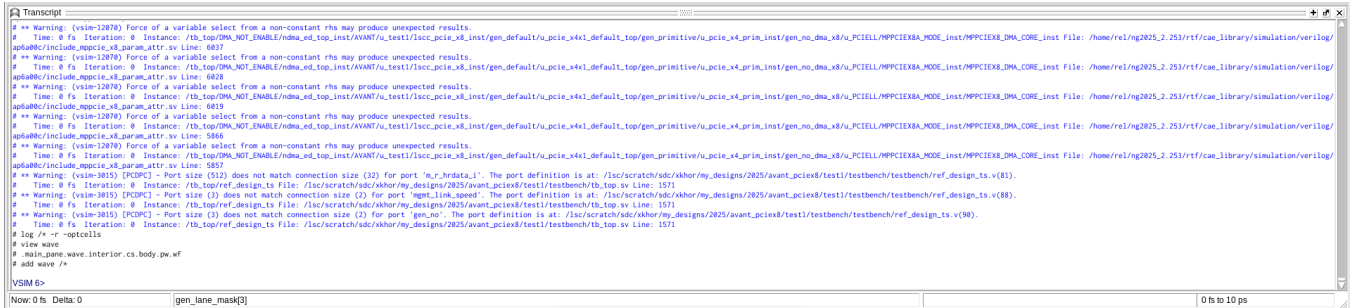 Transcript
# ** Warning: (vsim-12070) Force of a variable select from a non-constant rhs may produce unexpected results.
#    Time: 0 fs  Iteration: 0  Instance: /tb_top/DMA_NOT_ENABLE/ndma_ed_top_inst/AVANT/u_test1/lscc_pcie_x8_inst/gen_default/u_pcie_x4x1_default_top/gen_primitive/u_pcie_x4_prim_inst/gen_no_dma_x8/u_PCIELL/MPPCIEX8A_MODE_inst/MPPCIEX8_DMA_CORE_inst File: /home/rel/ng2025_2.253/rtf/cae_library/simulation/verilog/
ap6a00c/include_mppcie_x8_param_attr.sv Line: 6037
# ** Warning: (vsim-12070) Force of a variable select from a non-constant rhs may produce unexpected results.
#    Time: 0 fs  Iteration: 0  Instance: /tb_top/DMA_NOT_ENABLE/ndma_ed_top_inst/AVANT/u_test1/lscc_pcie_x8_inst/gen_default/u_pcie_x4x1_default_top/gen_primitive/u_pcie_x4_prim_inst/gen_no_dma_x8/u_PCIELL/MPPCIEX8A_MODE_inst/MPPCIEX8_DMA_CORE_inst File: /home/rel/ng2025_2.253/rtf/cae_library/simulation/verilog/
ap6a00c/include_mppcie_x8_param_attr.sv Line: 6028
# ** Warning: (vsim-12070) Force of a variable select from a non-constant rhs may produce unexpected results.
#    Time: 0 fs  Iteration: 0  Instance: /tb_top/DMA_NOT_ENABLE/ndma_ed_top_inst/AVANT/u_test1/lscc_pcie_x8_inst/gen_default/u_pcie_x4x1_default_top/gen_primitive/u_pcie_x4_prim_inst/gen_no_dma_x8/u_PCIELL/MPPCIEX8A_MODE_inst/MPPCIEX8_DMA_CORE_inst File: /home/rel/ng2025_2.253/rtf/cae_library/simulation/verilog/
ap6a00c/include_mppcie_x8_param_attr.sv Line: 6019
# ** Warning: (vsim-12070) Force of a variable select from a non-constant rhs may produce unexpected results.
#    Time: 0 fs  Iteration: 0  Instance: /tb_top/DMA_NOT_ENABLE/ndma_ed_top_inst/AVANT/u_test1/lscc_pcie_x8_inst/gen_default/u_pcie_x4x1_default_top/gen_primitive/u_pcie_x4_prim_inst/gen_no_dma_x8/u_PCIELL/MPPCIEX8A_MODE_inst/MPPCIEX8_DMA_CORE_inst File: /home/rel/ng2025_2.253/rtf/cae_library/simulation/verilog/
ap6a00c/include_mppcie_x8_param_attr.sv Line: 5866
# ** Warning: (vsim-12070) Force of a variable select from a non-constant rhs may produce unexpected results.
#    Time: 0 fs  Iteration: 0  Instance: /tb_top/DMA_NOT_ENABLE/ndma_ed_top_inst/AVANT/u_test1/lscc_pcie_x8_inst/gen_default/u_pcie_x4x1_default_top/gen_primitive/u_pcie_x4_prim_inst/gen_no_dma_x8/u_PCIELL/MPPCIEX8A_MODE_inst/MPPCIEX8_DMA_CORE_inst File: /home/rel/ng2025_2.253/rtf/cae_library/simulation/verilog/
ap6a00c/include_mppcie_x8_param_attr.sv Line: 5857
# ** Warning: (vsim-3015) [PCDPC] - Port size (512) does not match connection size (32) for port 'm_r_hrdata_i'. The port definition is at: /lsc/scratch/sdc/xkhor/my_designs/2025/avant_pciex8/test1/testbench/testbench/ref_design_ts.v(81).
#    Time: 0 fs  Iteration: 0  Instance: /tb_top/ref_design_ts File: /lsc/scratch/sdc/xkhor/my_designs/2025/avant_pciex8/test1/testbench/tb_top.sv Line: 1571
# ** Warning: (vsim-3015) [PCDPC] - Port size (3) does not match connection size (2) for port 'mgmt_link_speed'. The port definition is at: /lsc/scratch/sdc/xkhor/my_designs/2025/avant_pciex8/test1/testbench/testbench/ref_design_ts.v(88).
#    Time: 0 fs  Iteration: 0  Instance: /tb_top/ref_design_ts File: /lsc/scratch/sdc/xkhor/my_designs/2025/avant_pciex8/test1/testbench/tb_top.sv Line: 1571
# ** Warning: (vsim-3015) [PCDPC] - Port size (3) does not match connection size (2) for port 'gen_no'. The port definition is at: /lsc/scratch/sdc/xkhor/my_designs/2025/avant_pciex8/test1/testbench/testbench/ref_design_ts.v(90).
#    Time: 0 fs  Iteration: 0  Instance: /tb_top/ref_design_ts File: /lsc/scratch/sdc/xkhor/my_designs/2025/avant_pciex8/test1/testbench/tb_top.sv Line: 1571
# log /* -r -optcells
# view wave
# .main_pane.wave.interior.cs.body.pw.wf
# add wave /*
VSIM 6>
Now: 0 fs  Delta: 0
gen_lane_mask[3]
0 fs to 10 ps